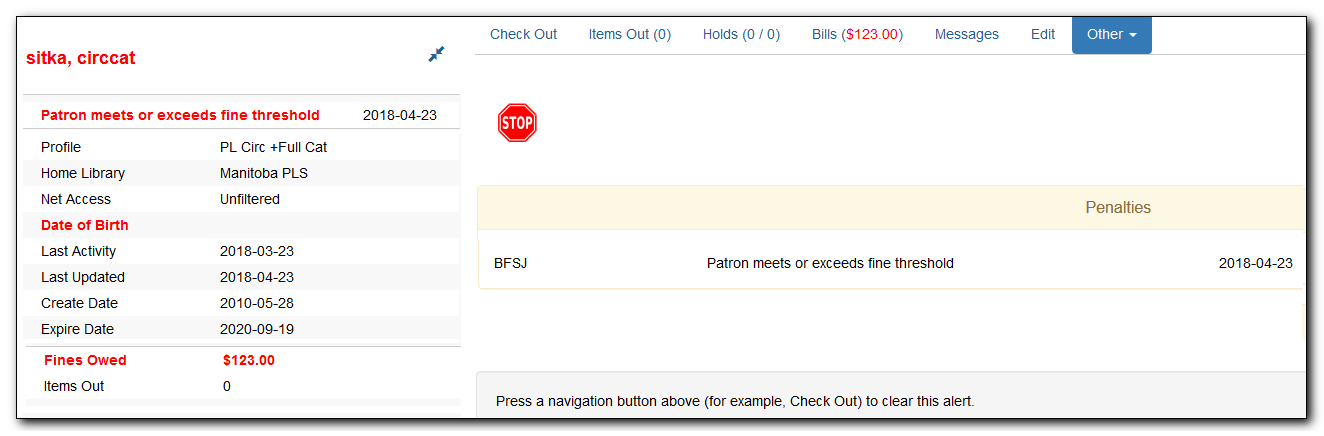 sitka, circcat
Patron meets or exceeds fine threshold 2018-04-23
Profile PL Circ +Full Cat
Home Library Manitoba PLS
Net Access Unfiltered
Date of Birth
Last Activity 2018-03-23
Last Updated 2018-04-23
Create Date 2010-05-28
Expire Date 2020-09-19
Fines Owed $123.00
Items Out 0
Check Out Items Out (0) Holds (0 / 0) Bills ($123.00) Messages Edit Other
STOP
Penalties
BFSJ Patron meets or exceeds fine threshold 2018-04-23
Press a navigation button above (for example, Check Out) to clear this alert.